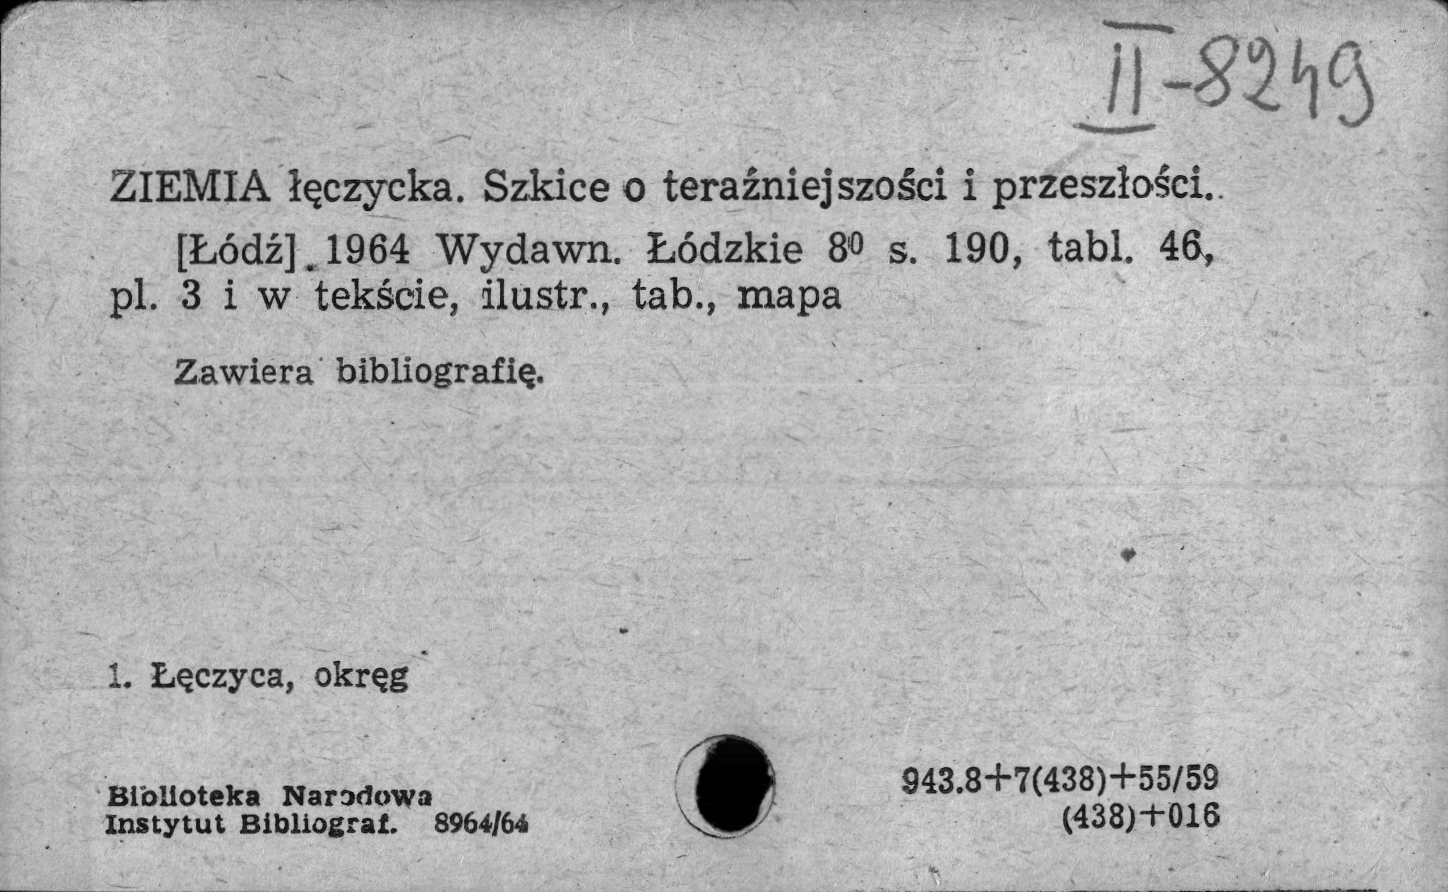 II-8249
ZIEMIA łęczycka. Szkice o teraźniejszości i przeszłości.
[Łódź]. 1964 Wydawn. Łódzkie 8⁰ s. 190, tabl. 46,
pl. 3 i w tekście, ilustr., tab., mapa
Zawiera bibliografię.
1. Łęczyca, okręg
Biblioteka Narodowa
Instytut Bibliograf. 8964/64
943.8+7(438)+55/59
(438)+016